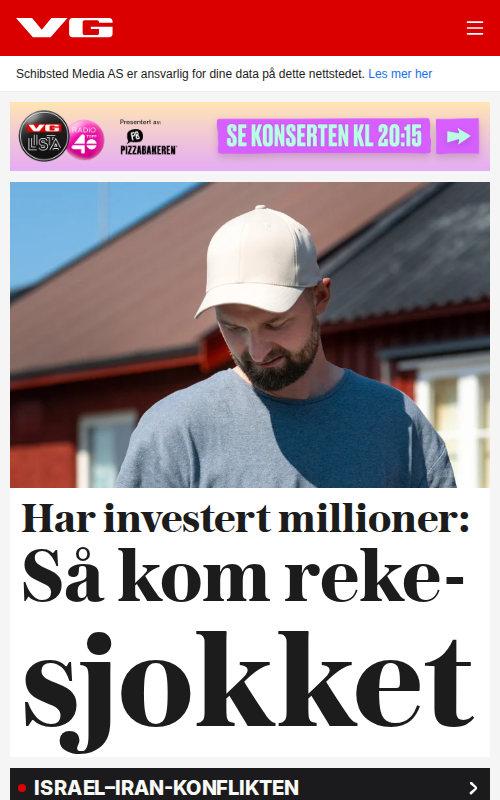 VG
Schibsted Media AS er ansvarlig for dine data på dette nettstedet. Les mer her
VG
LISTA
RADIO
TOPP
40
Presentert av:
PB
PIZZABAKEREN
SE KONSERTEN KL 20:15
Har investert millioner:
Så kom reke-
sjokket
ISRAEL–IRAN-KONFLIKTEN